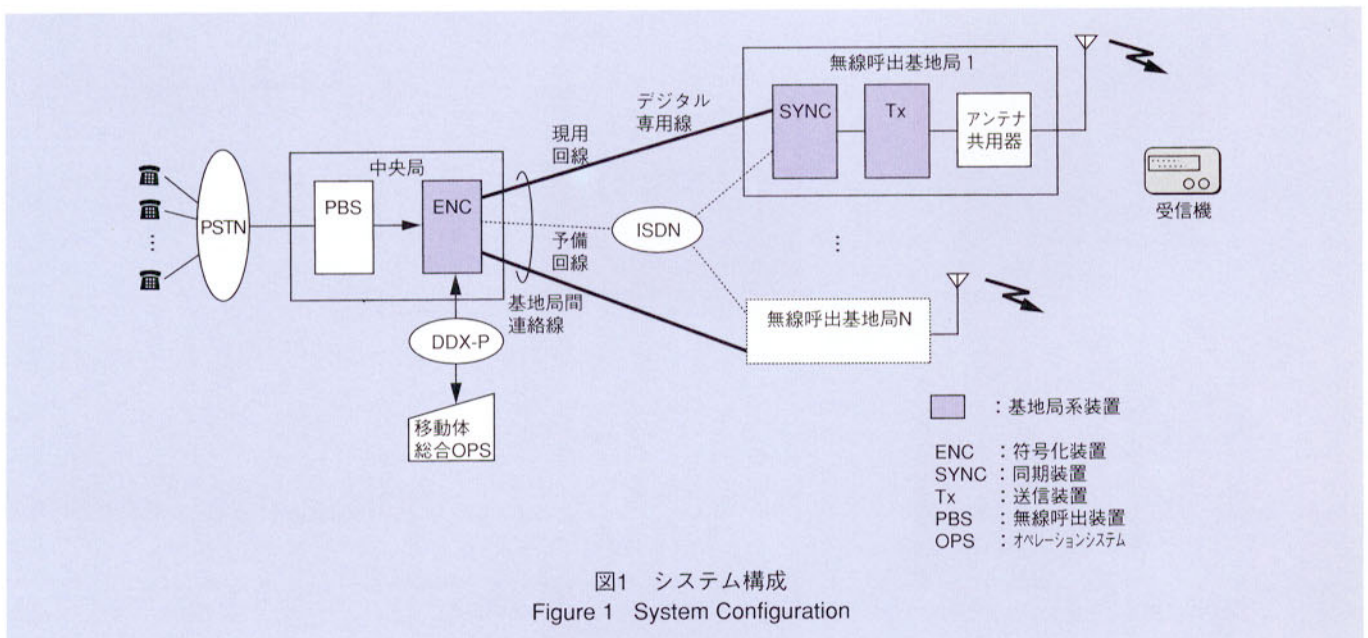 無線呼出基地局1
SYNC
Tx
アンテナ
共用器
デジタル
専用線
現用
回線
中央局
PSTN
PBS
ENC
ISDN
予備
回線
受信機
基地局間
連絡線
無線呼出基地局N
DDX-P
移動体
総合OPS
：基地局系装置
ENC ：符号化装置
SYNC ：同期装置
Tx ：送信装置
PBS ：無線呼出装置
OPS ：オペレーションシステム
図1 システム構成
Figure 1 System Configuration